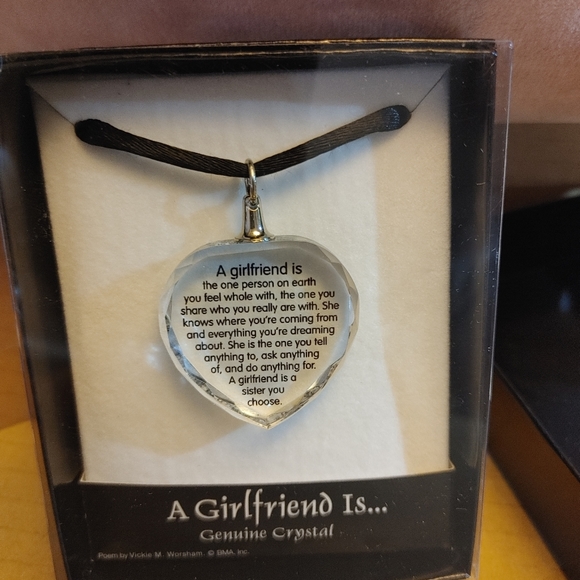 A girlfriend is
the one person on earth
you feel whole with, the one you
share who you really are with. She
knows where you're coming from
and everything you're dreaming
about. She is the one you tell
anything to, ask anything
of, and do anything for.
A girlfriend is a
sister you
choose.
A Girlfriend Is...
Genuine Crystal
Poem by Vickie M. Worsham © BMA, Inc.